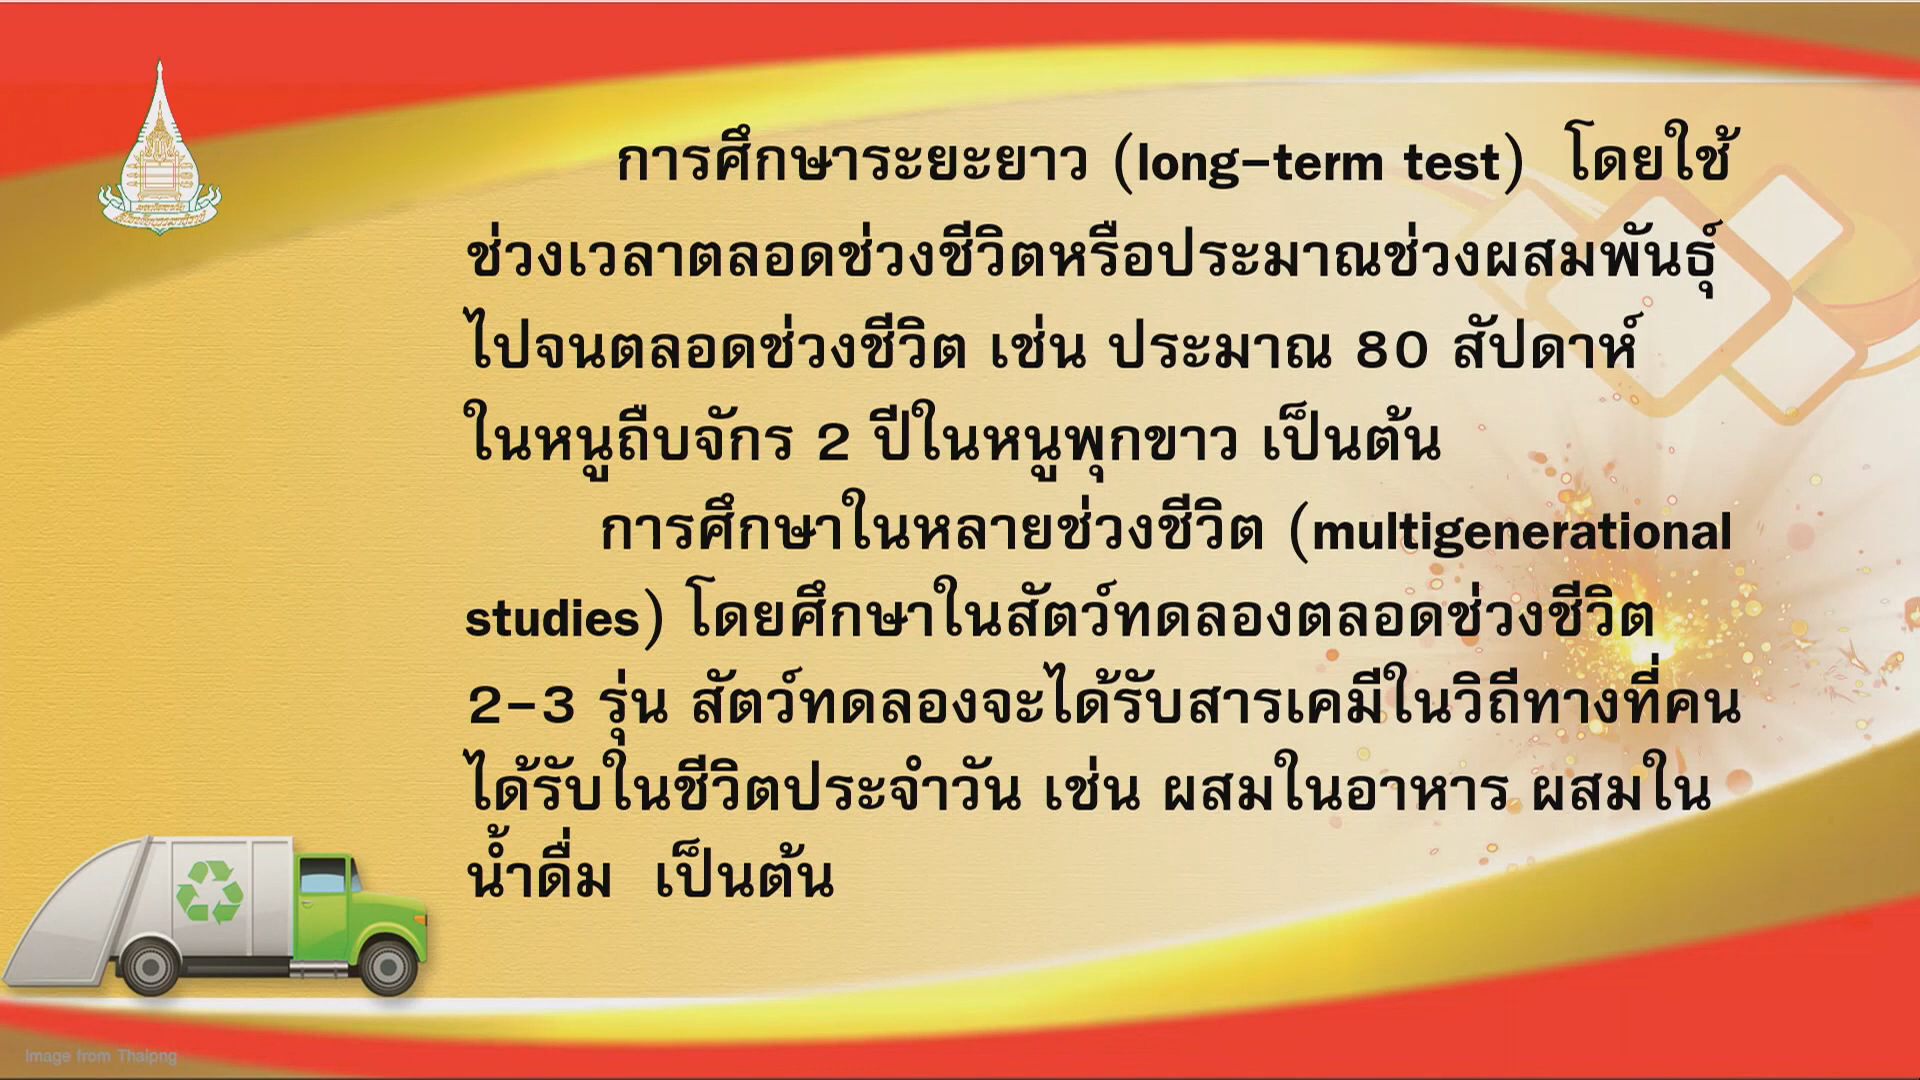 การศึกษาระยะยาว (long-term test) โดยใช้
ช่วงเวลาตลอดช่วงชีวิตหรือประมาณช่วงผสมพันธุ์
ไปจนตลอดช่วงชีวิต เช่น ประมาณ 80 สัปดาห์
ในหนูถีบจักร 2 ปีในหนูพุกขาว เป็นต้น
การศึกษาในหลายช่วงชีวิต (multigenerational
studies) โดยศึกษาในสัตว์ทดลองตลอดช่วงชีวิต
2-3 รุ่น สัตว์ทดลองจะได้รับสารเคมีในวิถีทางที่คน
ได้รับในชีวิตประจำวัน เช่น ผสมในอาหาร ผสมใน
น้ำดื่ม เป็นต้น
Image from Thaipng